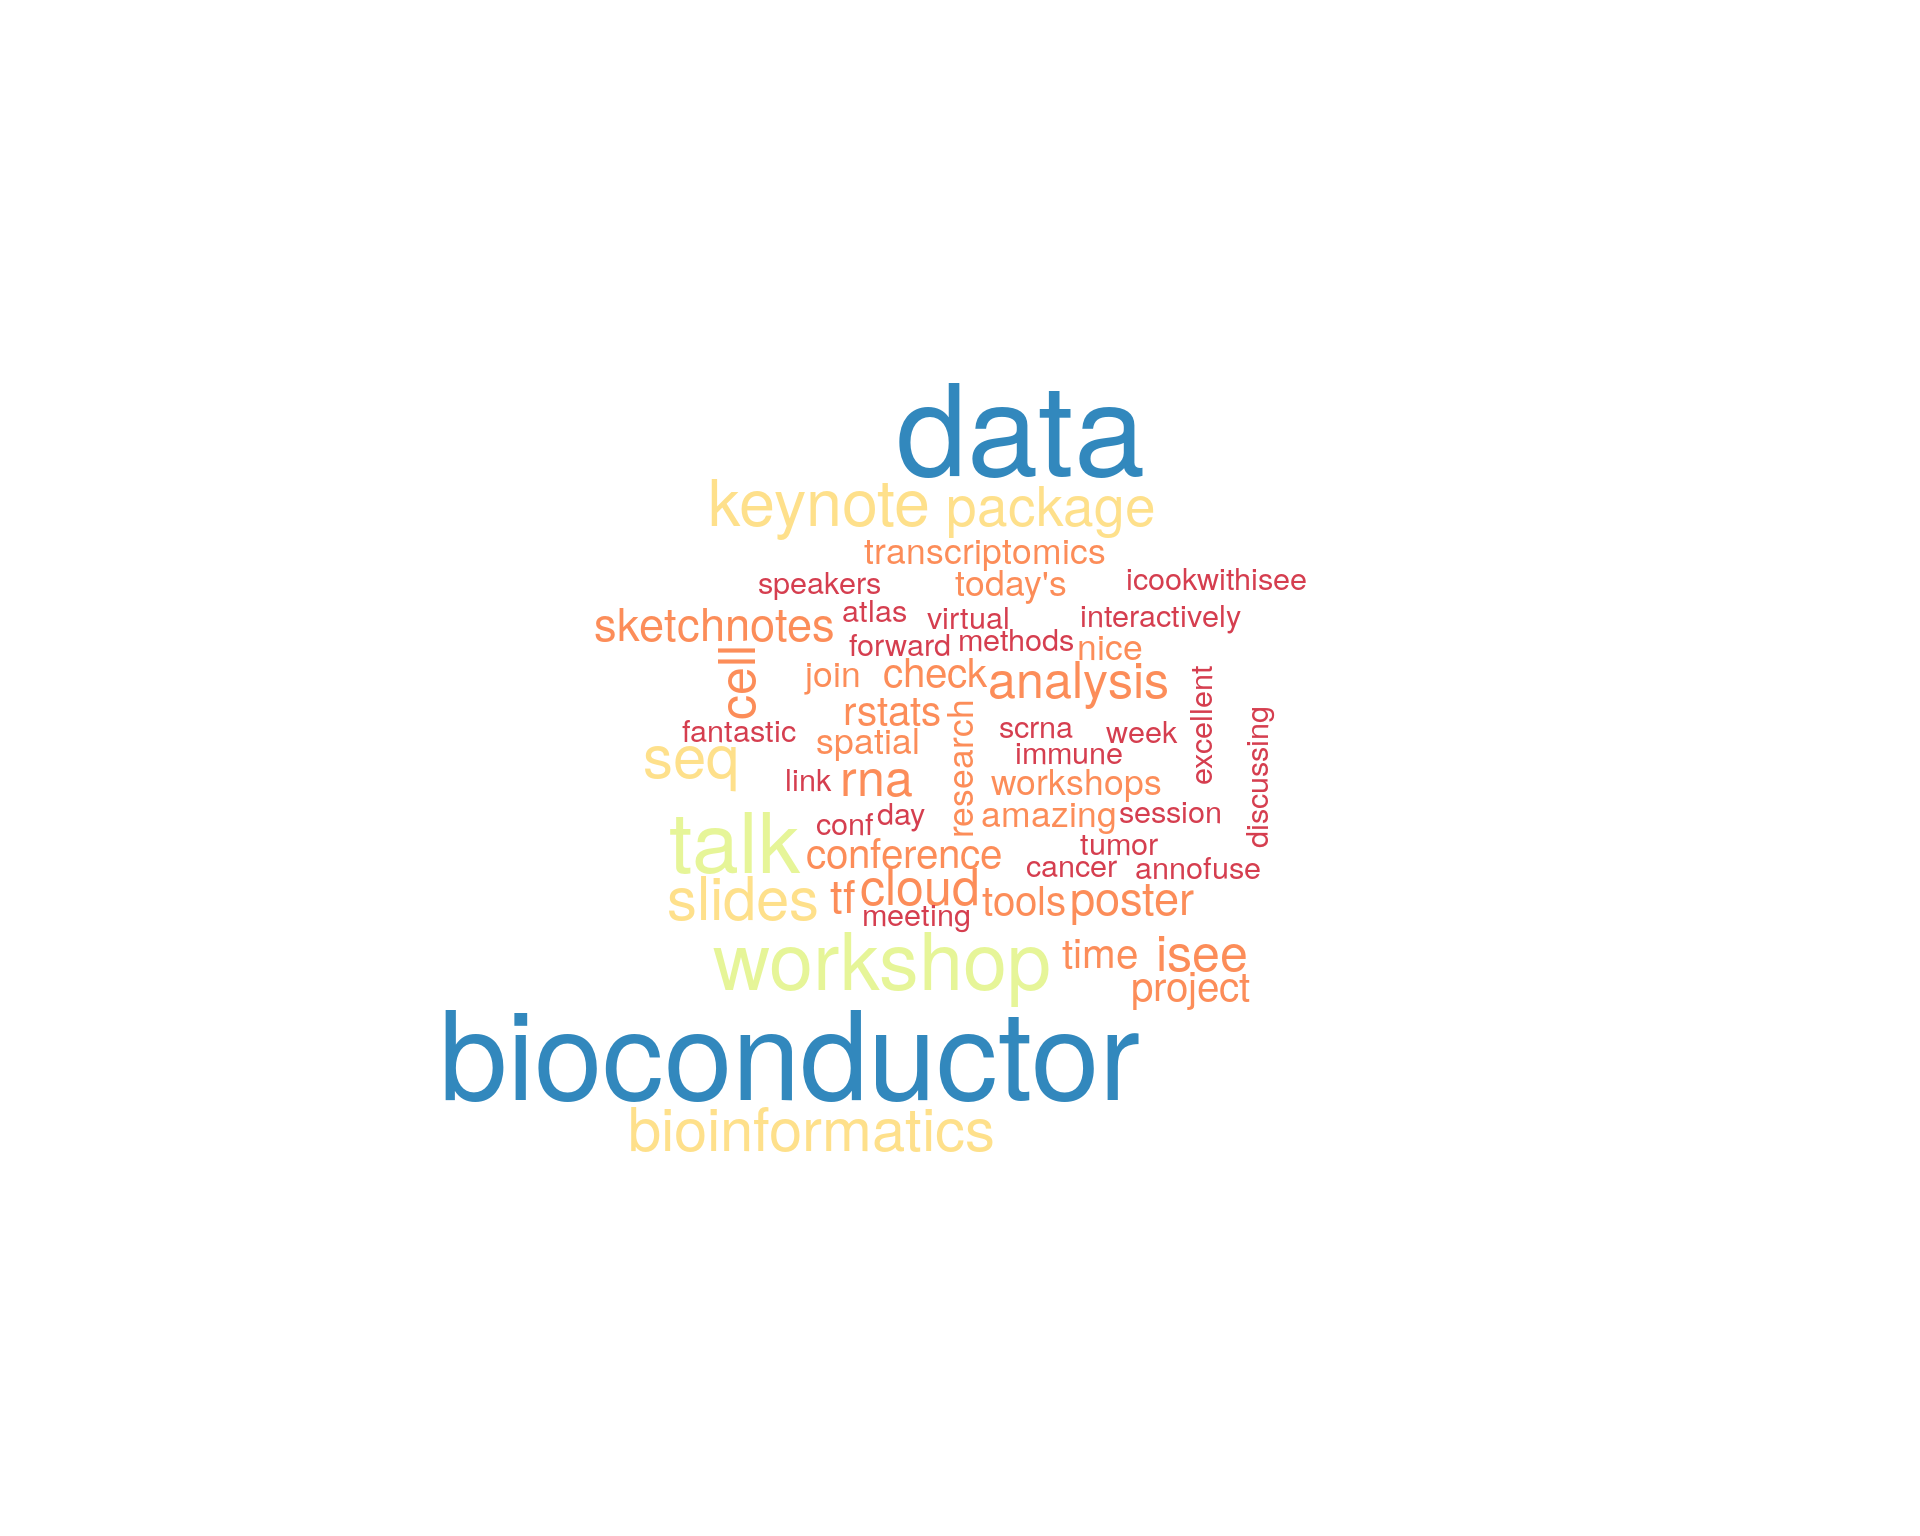 data
keynote package
transcriptomics
speakers today's icookwithisee
sketchnotes atlas virtual interactively
forward methods nice
cell join check analysis
excellent
rstats research scrna week discussing
fantastic spatial immune
seq link rna workshops
conf day amazing session
talk conference tumor
cancer annofuse
slides tf cloud tools poster
meeting
workshop time isee
project
bioconductor
bioinformatics